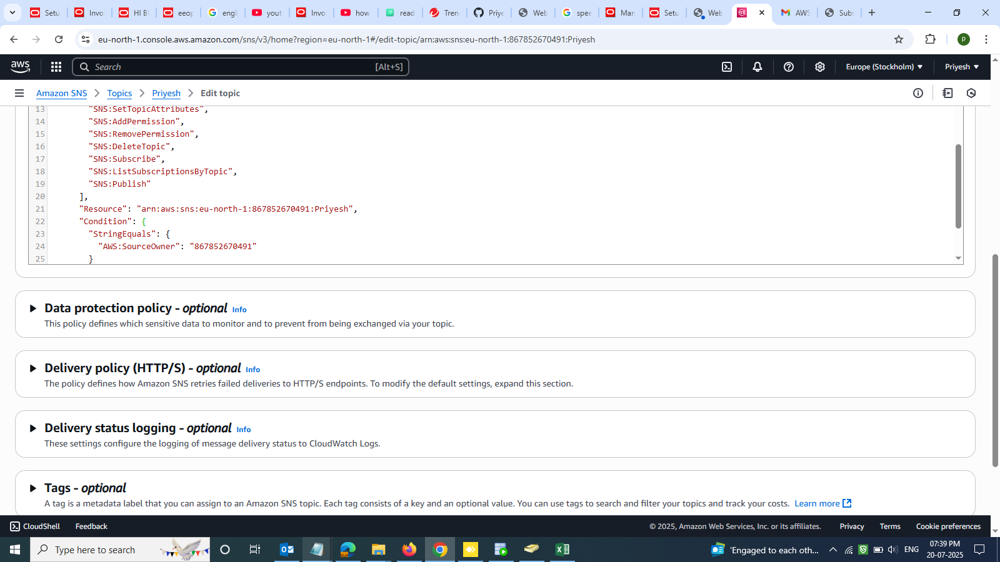 Setu
Invo
HI B
eeop
engl
yout
Invo
how
read
Tren
Priye
Web
spee
Man
Setu
Web
AWS
Subs
eu-north-1.console.aws.amazon.com/sns/v3/home?region=eu-north-1#/edit-topic/arn:aws:sns:eu-north-1:867852670491:Priyesh
p
aws
Search [Alt+S]
Europe (Stockholm)
Priyesh
Amazon SNS > Topics > Priyesh > Edit topic
13 "SNS:SetTopicAttributes",
14 "SNS:AddPermission",
15 "SNS:RemovePermission",
16 "SNS:DeleteTopic",
17 "SNS:Subscribe",
18 "SNS:ListSubscriptionsByTopic",
19 "SNS:Publish"
20 ],
21 "Resource": "arn:aws:sns:eu-north-1:867852670491:Priyesh",
22 "Condition": {
23 "StringEquals": {
24 "AWS:SourceOwner": "867852670491"
25 }
Data protection policy - optional Info
This policy defines which sensitive data to monitor and to prevent from being exchanged via your topic.
Delivery policy (HTTP/S) - optional Info
The policy defines how Amazon SNS retries failed deliveries to HTTP/S endpoints. To modify the default settings, expand this section.
Delivery status logging - optional Info
These settings configure the logging of message delivery status to CloudWatch Logs.
Tags - optional
A tag is a metadata label that you can assign to an Amazon SNS topic. Each tag consists of a key and an optional value. You can use tags to search and filter your topics and track your costs. Learn more
CloudShell Feedback © 2025, Amazon Web Services, Inc. or its affiliates. Privacy Terms Cookie preferences
Type here to search
'Engaged to each oth...
ENG
07:39 PM
20-07-2025